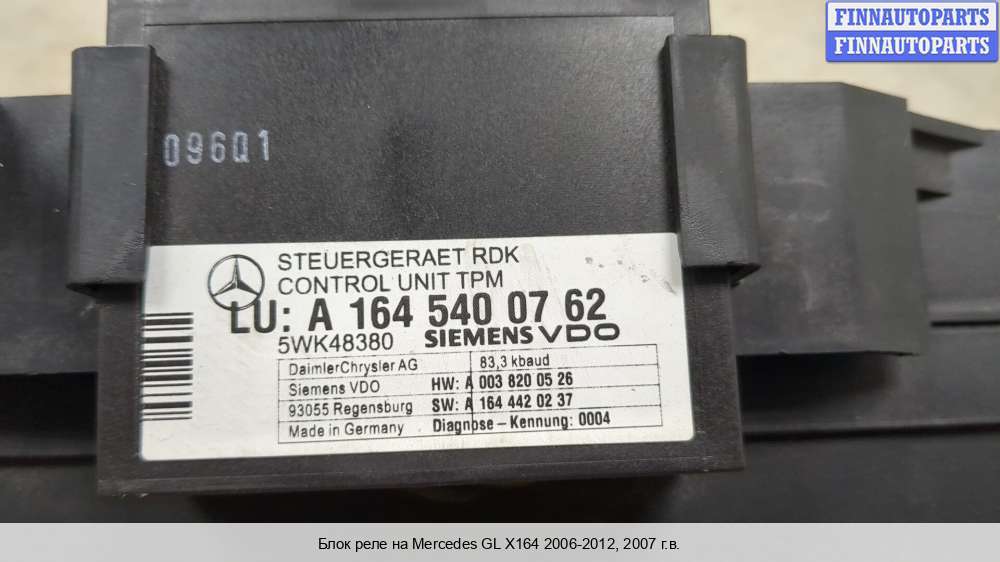 FINNAUTOPARTS
FINNAUTOPARTS
096Q1
STEUERGERAET RDK
CONTROL UNIT TPM
LU: A 164 540 07 62
5WK48380 SIEMENS VDO
DaimlerChrysler AG 83,3 kbaud
Siemens VDO HW: A 003 820 05 26
93055 Regensburg SW: A 164 442 02 37
Made in Germany Diagnose – Kennung: 0004
Блок реле на Mercedes GL X164 2006-2012, 2007 г.в.